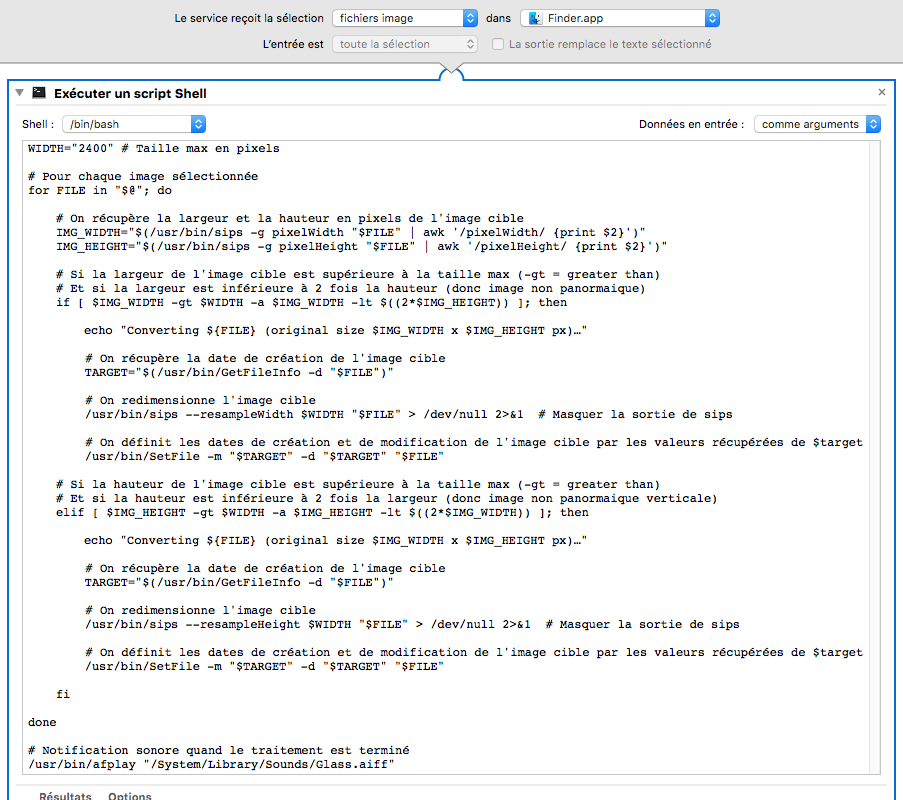 Le service reçoit la sélection fichiers image dans Finder.app
L'entrée est toute la sélection La sortie remplace le texte sélectionné
Exécuter un script Shell
Shell : /bin/bash Données en entrée : comme arguments
WIDTH="2400" # Taille max en pixels
# Pour chaque image sélectionnée
for FILE in "$@"; do
# On récupère la largeur et la hauteur en pixels de l'image cible
IMG_WIDTH="$(/usr/bin/sips -g pixelWidth "$FILE" | awk '/pixelWidth/ {print $2}')"
IMG_HEIGHT="$(/usr/bin/sips -g pixelHeight "$FILE" | awk '/pixelHeight/ {print $2}')"
# Si la largeur de l'image cible est supérieure à la taille max (-gt = greater than)
# Et si la largeur est inférieure à 2 fois la hauteur (donc image non panormaique)
if [ $IMG_WIDTH -gt $WIDTH -a $IMG_WIDTH -lt $((2*$IMG_HEIGHT)) ]; then
echo "Converting ${FILE} (original size $IMG_WIDTH x $IMG_HEIGHT px)…"
# On récupère la date de création de l'image cible
TARGET="$(/usr/bin/GetFileInfo -d "$FILE")"
# On redimensionne l'image cible
/usr/bin/sips --resampleWidth $WIDTH "$FILE" > /dev/null 2>&1 # Masquer la sortie de sips
# On définit les dates de création et de modification de l'image cible par les valeurs récupérées de $target
/usr/bin/SetFile -m "$TARGET" -d "$TARGET" "$FILE"
# Si la hauteur de l'image cible est supérieure à la taille max (-gt = greater than)
# Et si la hauteur est inférieure à 2 fois la largeur (donc image non panormaique verticale)
elif [ $IMG_HEIGHT -gt $WIDTH -a $IMG_HEIGHT -lt $((2*$IMG_WIDTH)) ]; then
echo "Converting ${FILE} (original size $IMG_WIDTH x $IMG_HEIGHT px)…"
# On récupère la date de création de l'image cible
TARGET="$(/usr/bin/GetFileInfo -d "$FILE")"
# On redimensionne l'image cible
/usr/bin/sips --resampleHeight $WIDTH "$FILE" > /dev/null 2>&1 # Masquer la sortie de sips
# On définit les dates de création et de modification de l'image cible par les valeurs récupérées de $target
/usr/bin/SetFile -m "$TARGET" -d "$TARGET" "$FILE"
fi
done
# Notification sonore quand le traitement est terminé
/usr/bin/afplay "/System/Library/Sounds/Glass.aiff"
Résultats Options